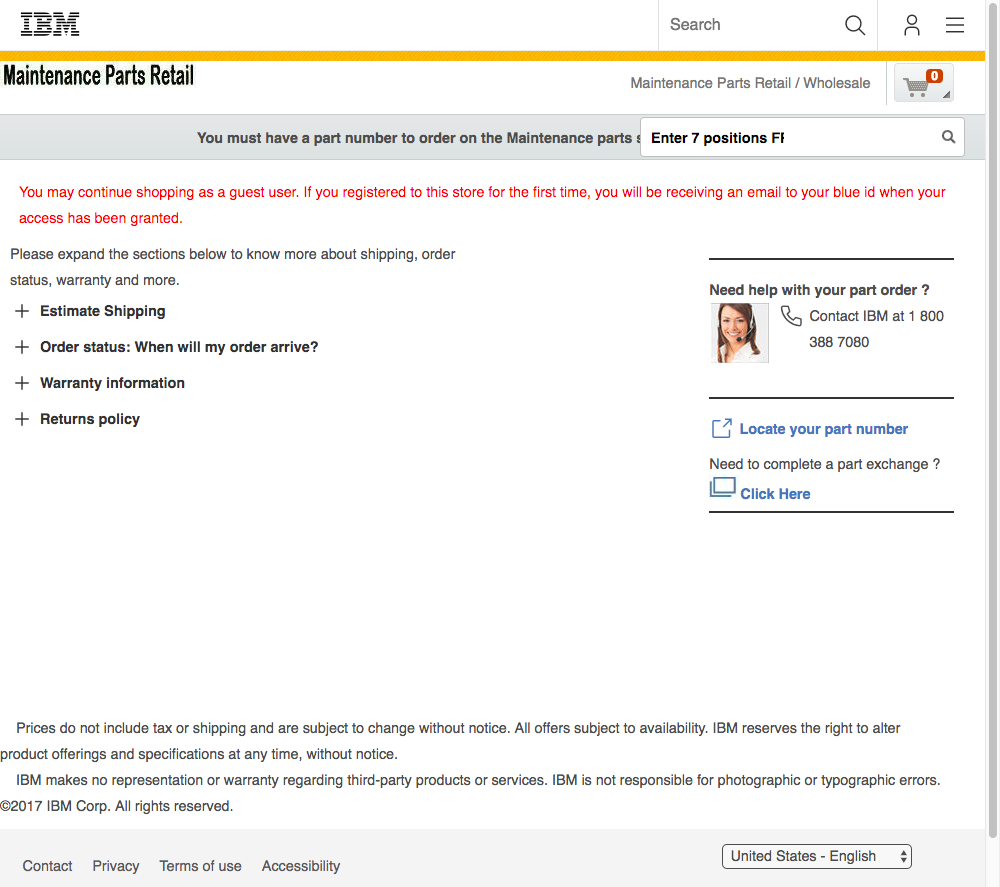 IBM
Search
Maintenance Parts Retail
Maintenance Parts Retail / Wholesale
0
You must have a part number to order on the Maintenance parts s
Enter 7 positions FF
You may continue shopping as a guest user. If you registered to this store for the first time, you will be receiving an email to your blue id when your
access has been granted.
Please expand the sections below to know more about shipping, order
status, warranty and more.
Estimate Shipping
Order status: When will my order arrive?
Warranty information
Returns policy
Need help with your part order ?
Contact IBM at 1 800
388 7080
Locate your part number
Need to complete a part exchange ?
Click Here
Prices do not include tax or shipping and are subject to change without notice. All offers subject to availability. IBM reserves the right to alter
product offerings and specifications at any time, without notice.
IBM makes no representation or warranty regarding third-party products or services. IBM is not responsible for photographic or typographic errors.
©2017 IBM Corp. All rights reserved.
Contact Privacy Terms of use Accessibility
United States - English